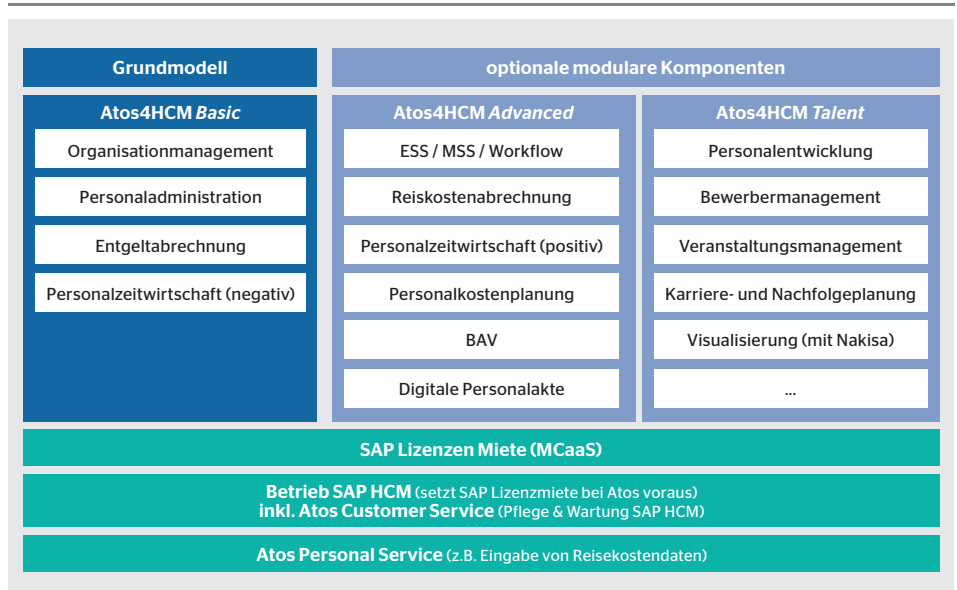 Grundmodell
optionale modulare Komponenten
Atos4HCM Basic
Organisationmanagement
Personaladministration
Entgeltabrechnung
Personalzeitwirtschaft (negativ)
Atos4HCM Advanced
ESS / MSS / Workflow
Reiskostenabrechnung
Personalzeitwirtschaft (positiv)
Personalkostenplanung
BAV
Digitale Personalakte
Atos4HCM Talent
Personalentwicklung
Bewerbermanagement
Veranstaltungsmanagement
Karriere- und Nachfolgeplanung
Visualisierung (mit Nakisa)
...
SAP Lizenzen Miete (MCaaS)
Betrieb SAP HCM (setzt SAP Lizenzmiete bei Atos voraus)
inkl. Atos Customer Service (Pflege & Wartung SAP HCM)
Atos Personal Service (z.B. Eingabe von Reisekostendaten)